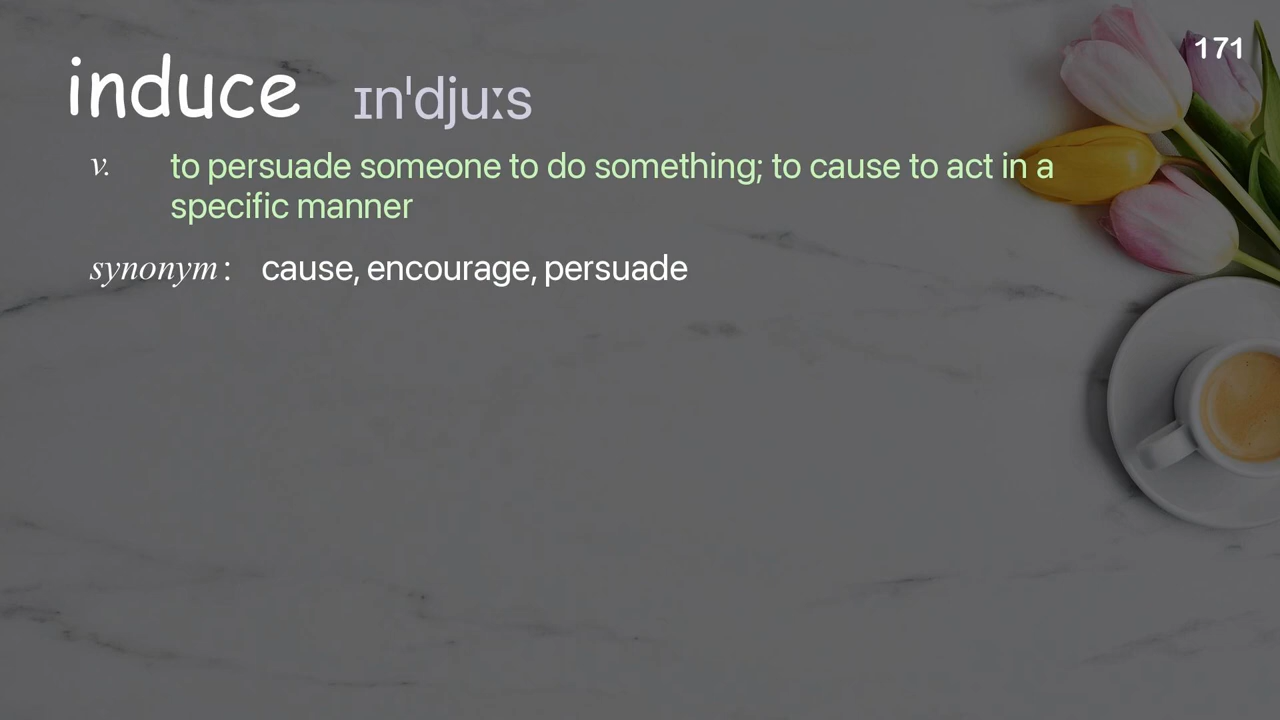 171
induce ɪnˈdjuːs
v. to persuade someone to do something; to cause to act in a
specific manner
synonym : cause, encourage, persuade